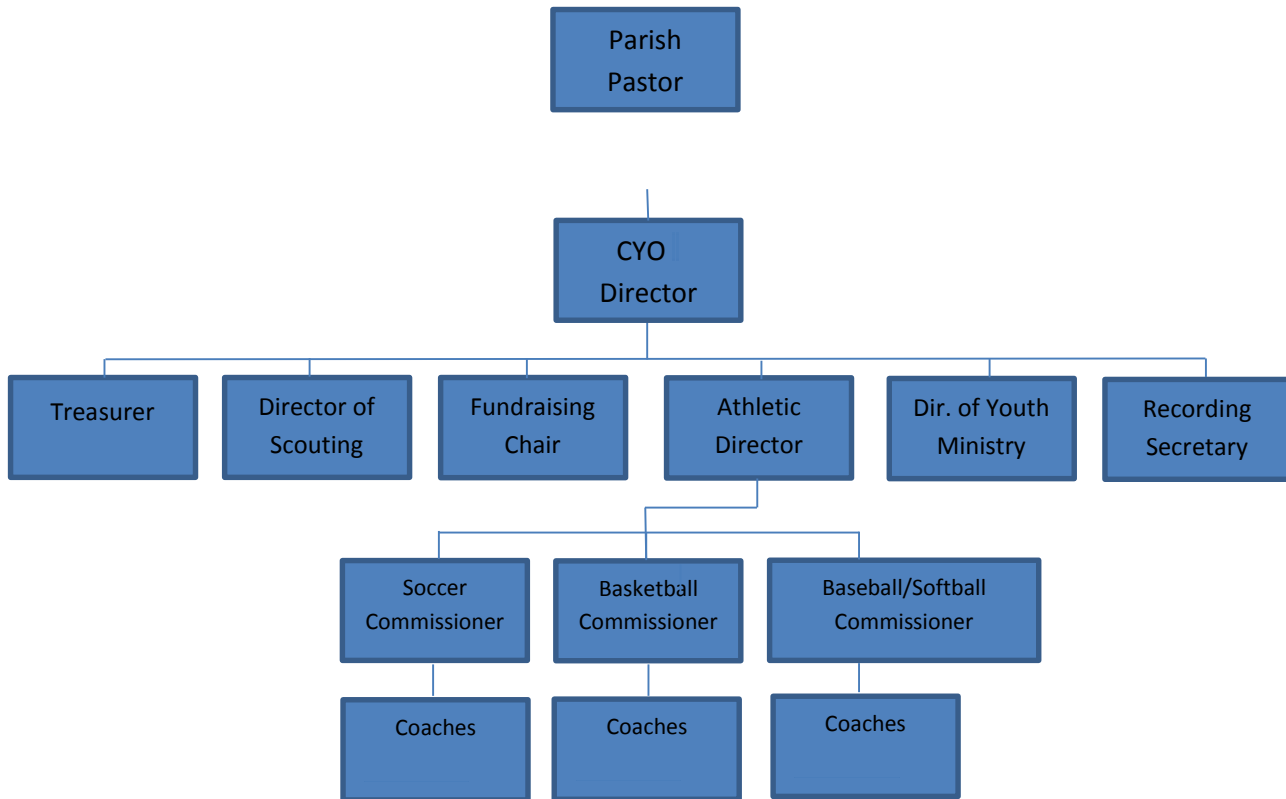 Parish
Pastor
CYO
Director
Treasurer
Director of
Scouting
Fundraising
Chair
Athletic
Director
Dir. of Youth
Ministry
Recording
Secretary
Soccer
Commissioner
Basketball
Commissioner
Baseball/Softball
Commissioner
Coaches
Coaches
Coaches